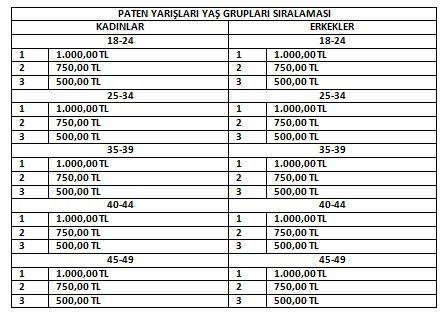 PATEN YARIŞLARI YAŞ GRUPLARI SIRALAMASI
KADINLAR ERKEKLER
18-24 18-24
1 1.000,00 TL 1 1.000,00 TL
2 750,00 TL 2 750,00 TL
3 500,00 TL 3 500,00 TL
25-34 25-34
1 1.000,00 TL 1 1.000,00 TL
2 750,00 TL 2 750,00 TL
3 500,00 TL 3 500,00 TL
35-39 35-39
1 1.000,00 TL 1 1.000,00 TL
2 750,00 TL 2 750,00 TL
3 500,00 TL 3 500,00 TL
40-44 40-44
1 1.000,00 TL 1 1.000,00 TL
2 750,00 TL 2 750,00 TL
3 500,00 TL 3 500,00 TL
45-49 45-49
1 1.000,00 TL 1 1.000,00 TL
2 750,00 TL 2 750,00 TL
3 500,00 TL 3 500,00 TL